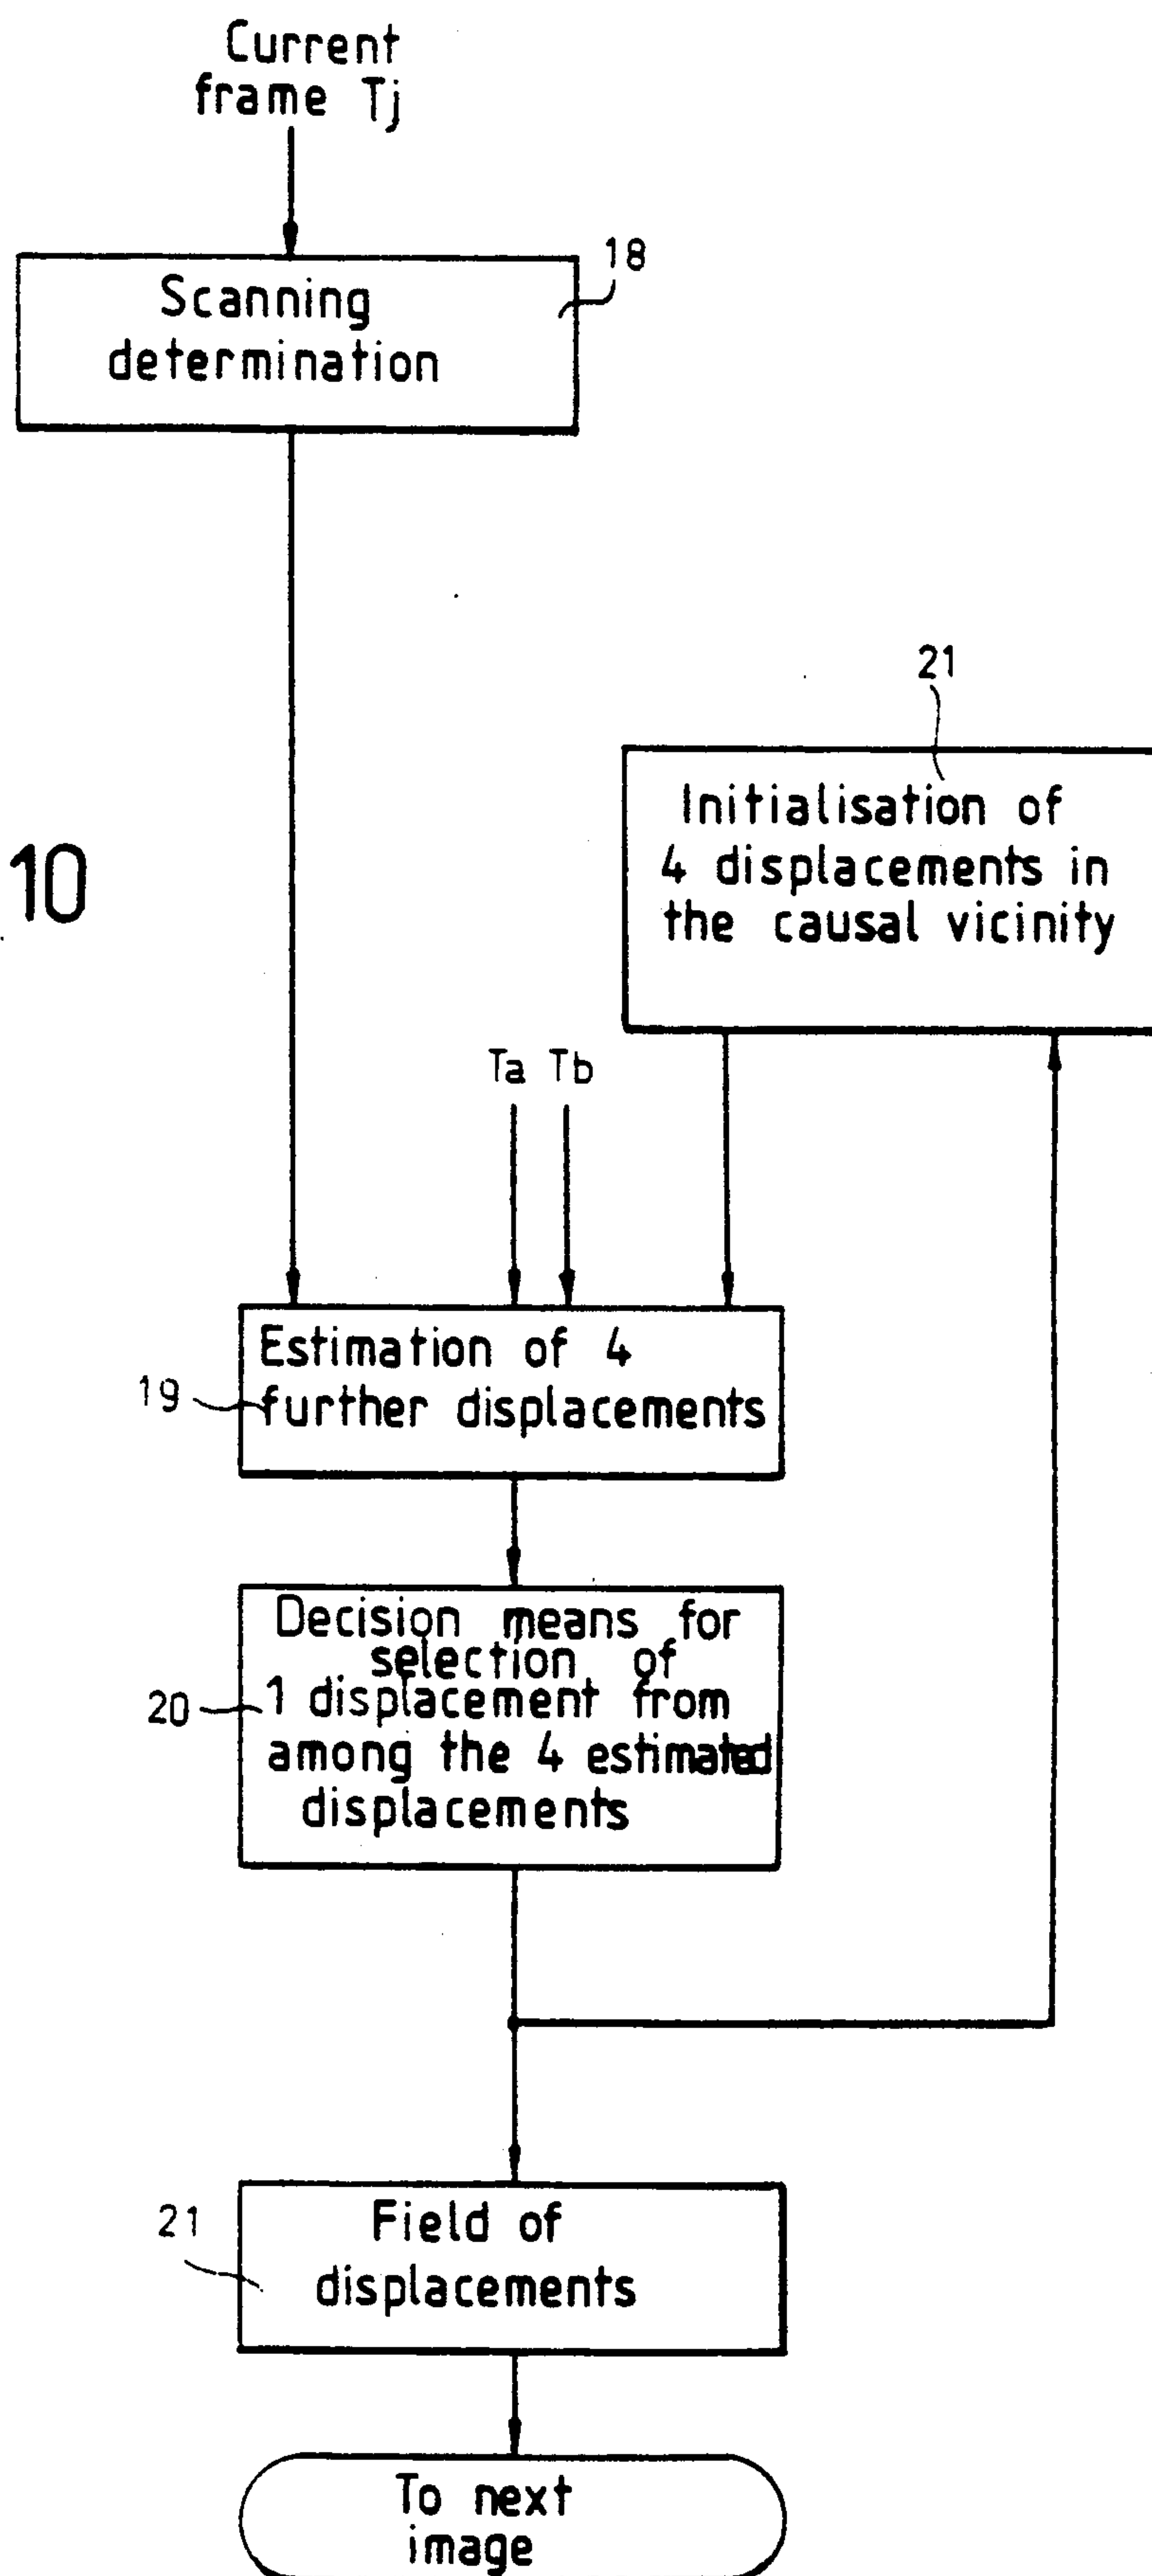 Current
frame Tj
18
Scanning
determination
21
Initialisation of
4 displacements in
the causal vicinity
10
Ta Tb
Estimation of 4
further displacements
19
Decision means for
selection of
1 displacement from
among the 4 estimated
displacements
20
21
Field of
displacements
To next
image